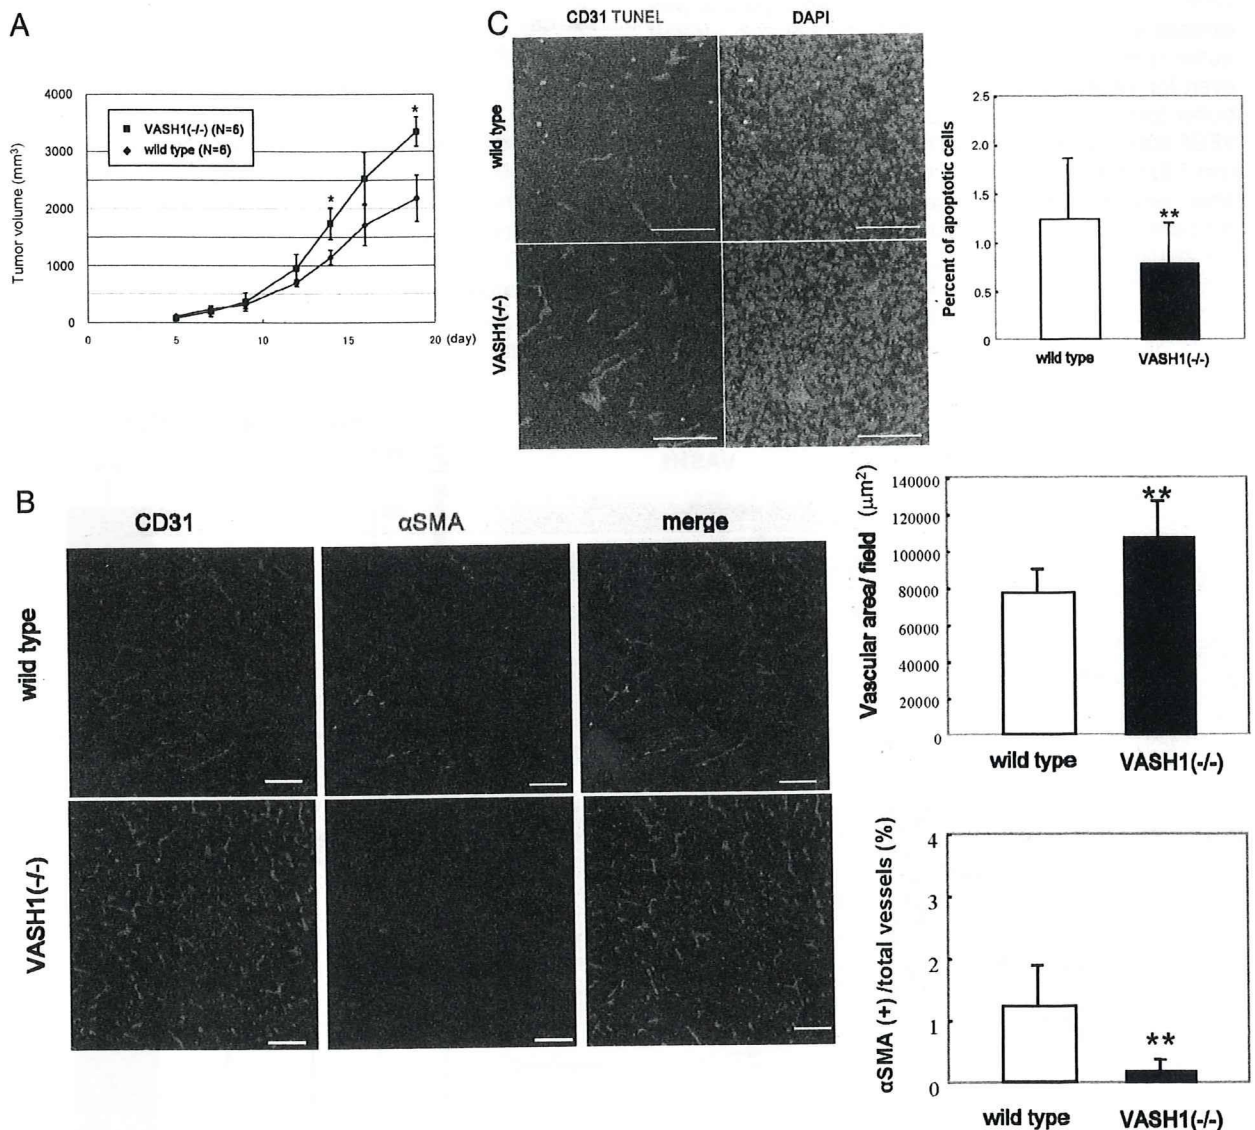 A
Tumor volume (mm³)
4000
3000
2000
1000
0
VASH1(-/-) (N=6)
wild type (N=6)
*
*
0
5
10
15
20
(day)
C
CD31 TUNEL
DAPI
wild type
VASH1(-/-)
Percent of apoptotic cells
2.5
2.0
1.5
1.0
0.5
0
**
wild type
VASH1(-/-)
B
CD31
αSMA
merge
wild type
VASH1(-/-)
Vascular area/ field (μm²)
140000
120000
100000
80000
60000
40000
20000
0
**
wild type
VASH1(-/-)
αSMA (+) /total vessels (%)
4
3
2
1
0
**
wild type
VASH1(-/-)